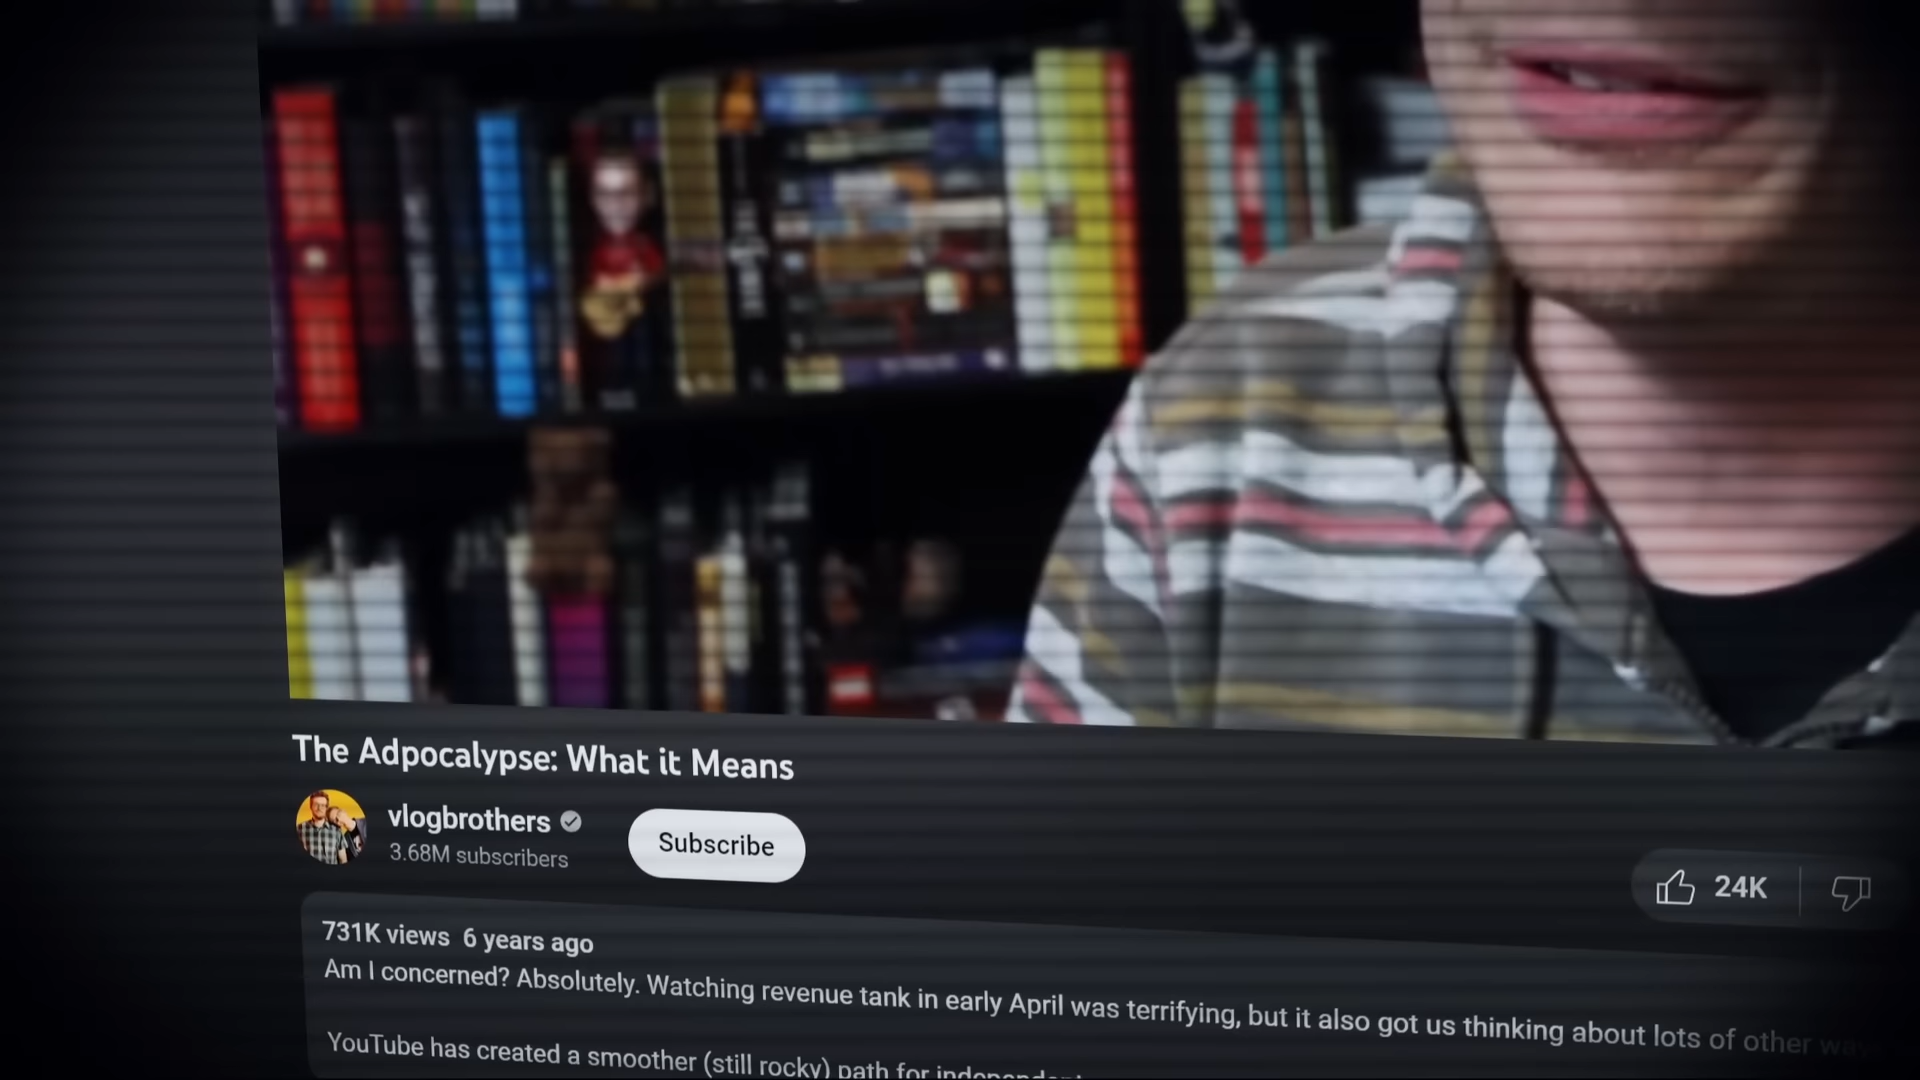 The Adpocalypse: What it Means
vlogbrothers
3.68M subscribers
Subscribe
24K
731K views 6 years ago
Am I concerned? Absolutely. Watching revenue tank in early April was terrifying, but it also got us thinking about lots of other
YouTube has created a smoother (still rocky) path for